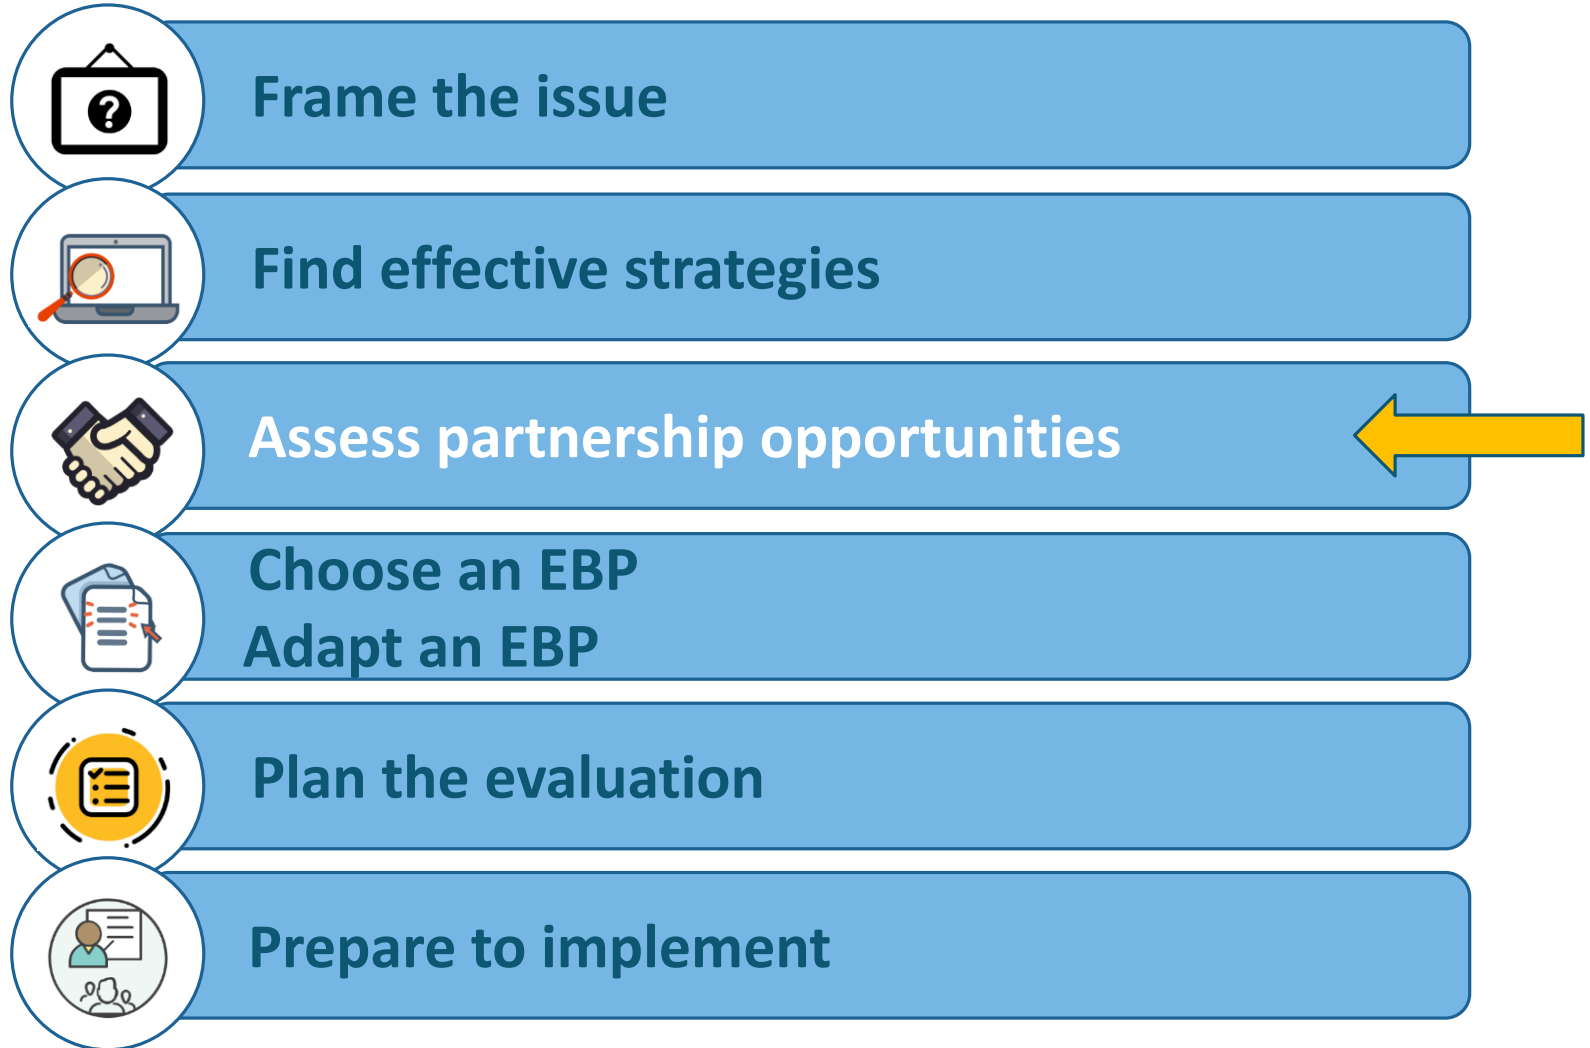 ?
Frame the issue
Find effective strategies
Assess partnership opportunities
Choose an EBP
Adapt an EBP
Plan the evaluation
Prepare to implement